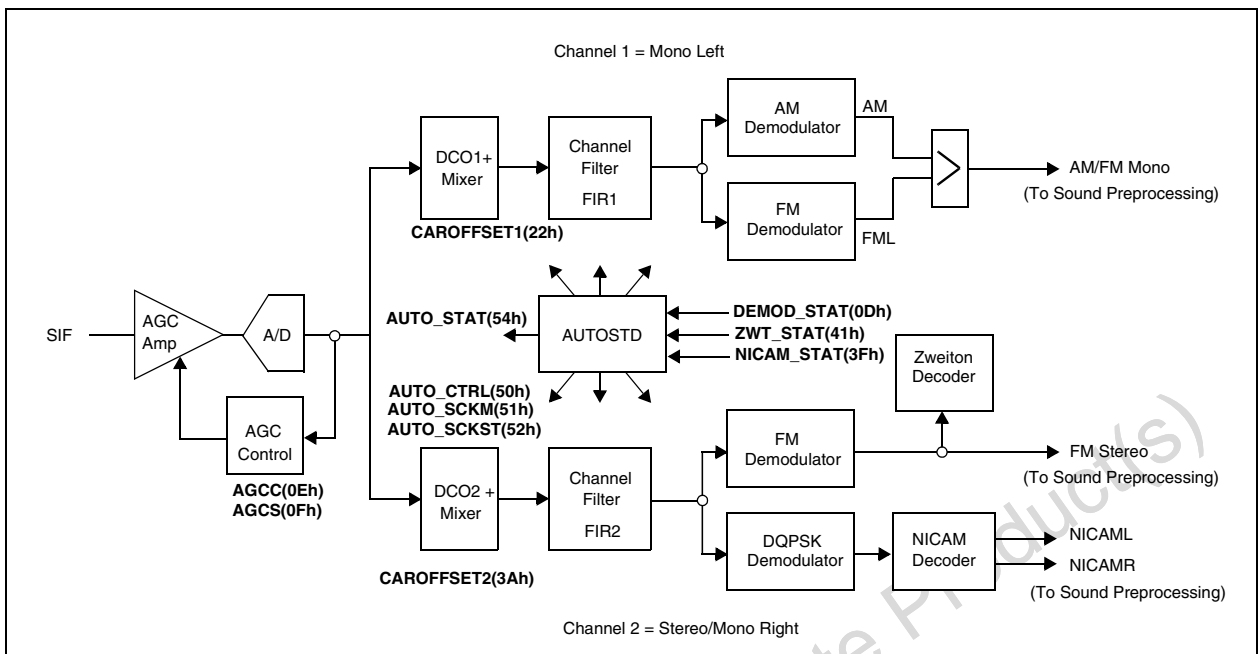 Channel 1 = Mono Left
AM
Demodulator
AM
DCO1+
Mixer
Channel
Filter
FIR1
AM/FM Mono
(To Sound Preprocessing)
FM
Demodulator
FML
CAROFFSET1(22h)
SIF
AGC
Amp
A/D
AUTO_STAT(54h)
AUTOSTD
DEMOD_STAT(0Dh)
ZWT_STAT(41h)
NICAM_STAT(3Fh)
Zweiton
Decoder
AUTO_CTRL(50h)
AUTO_SCKM(51h)
AUTO_SCKST(52h)
AGC
Control
AGCC(0Eh)
AGCS(0Fh)
DCO2 +
Mixer
Channel
Filter
FIR2
FM
Demodulator
FM Stereo
(To Sound Preprocessing)
DQPSK
Demodulator
NICAM
Decoder
NICAML
NICAMR
(To Sound Preprocessing)
CAROFFSET2(3Ah)
Channel 2 = Stereo/Mono Right
Product(s)